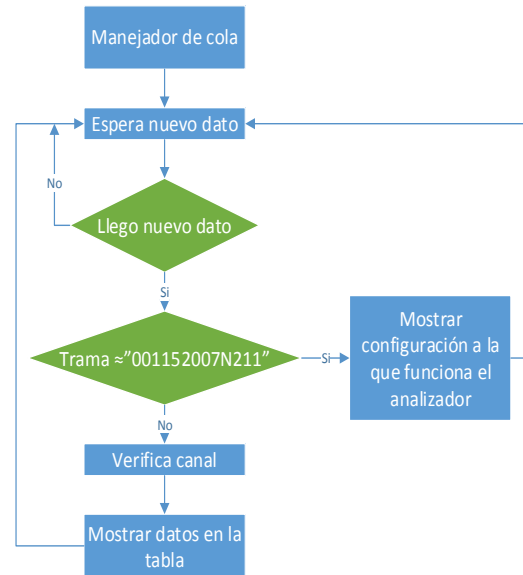 Manejador de cola
Espera nuevo dato
No
Llego nuevo dato
Si
Trama ≈”001152007N211”
Si
Mostrar
configuración a la
que funciona el
analizador
No
Verifica canal
Mostrar datos en la
tabla